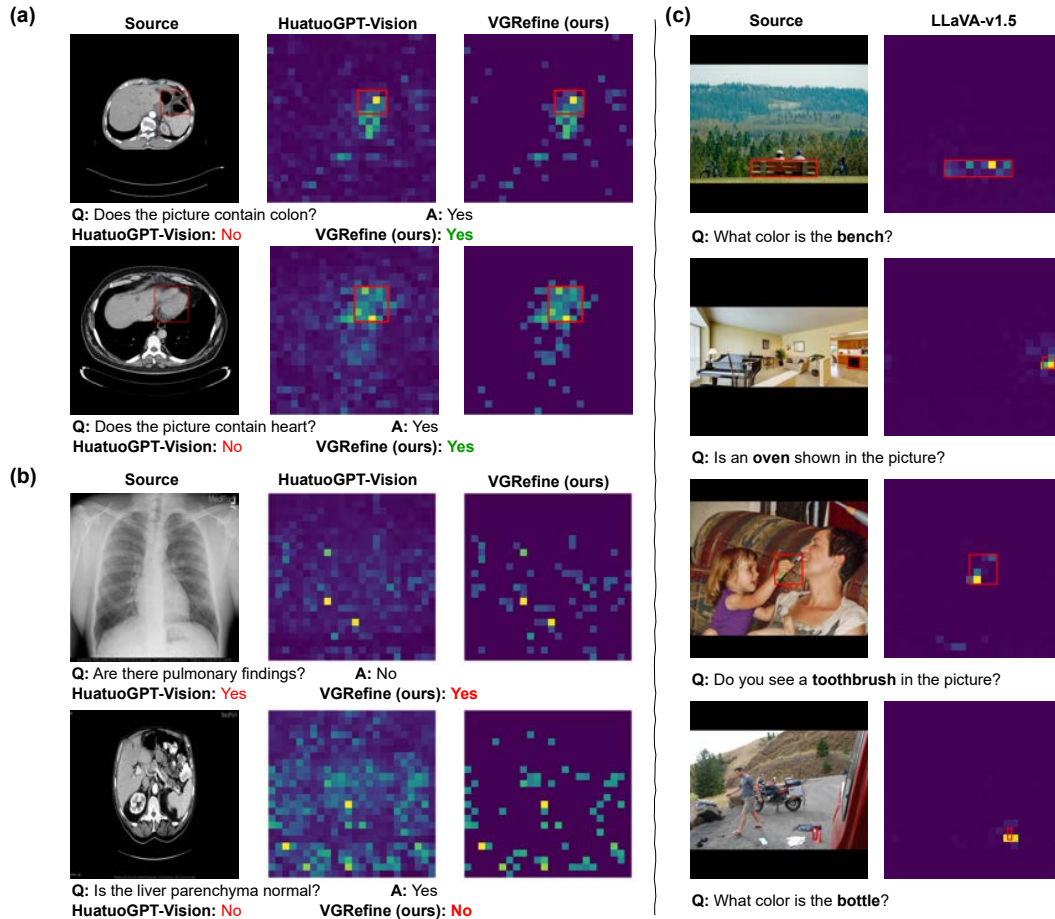 (a)
Source HuatuoGPT-Vision VGRefine (ours)
Q: Does the picture contain colon? A: Yes
HuatuoGPT-Vision: No VGRefine (ours): Yes
Q: Does the picture contain heart? A: Yes
HuatuoGPT-Vision: No VGRefine (ours): Yes
(b)
Source HuatuoGPT-Vision VGRefine (ours)
Q: Are there pulmonary findings? A: No
HuatuoGPT-Vision: Yes VGRefine (ours): Yes
Q: Is the liver parenchyma normal? A: Yes
HuatuoGPT-Vision: No VGRefine (ours): No
(c)
Source LLaVA-v1.5
Q: What color is the bench?
Q: Is an oven shown in the picture?
Q: Do you see a toothbrush in the picture?
Q: What color is the bottle?